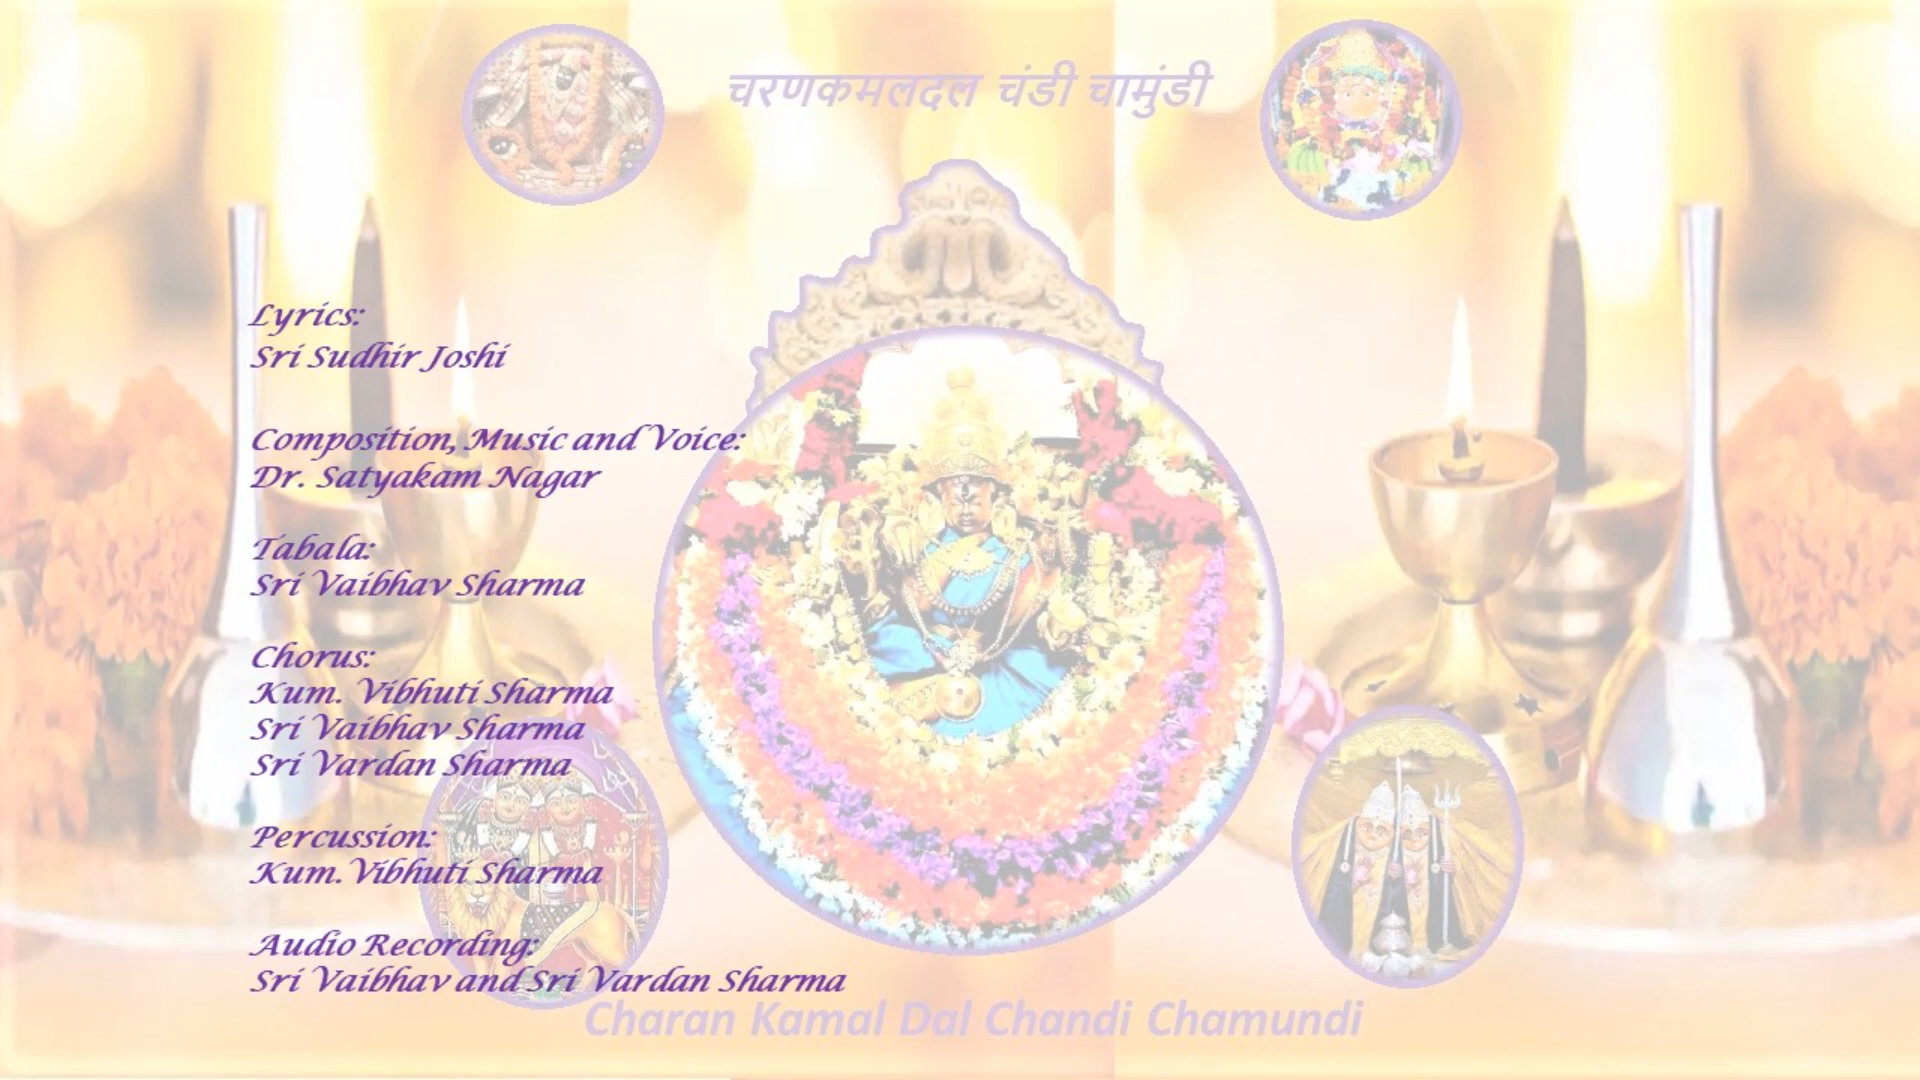 चरणकमलदल चंडी चामुंडी
Lyrics:
Sri Sudhir Joshi
Composition, Music and Voice:
Dr. Satyakam Nagar
Tabala:
Sri Vaibhav Sharma
Chorus:
Kum. Vibhuti Sharma
Sri Vaibhav Sharma
Sri Vardan Sharma
Percussion:
Kum. Vibhuti Sharma
Audio Recording:
Sri Vaibhav and Sri Vardan Sharma
Charan Kamal Dal Chandi Chamundi